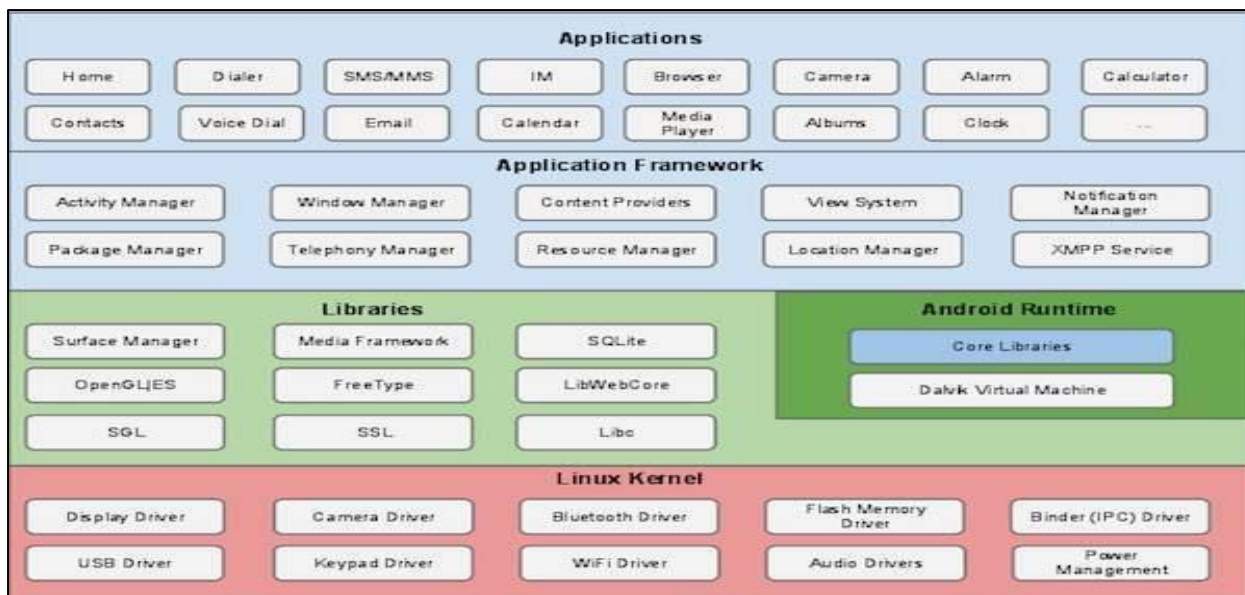 Applications
Home Dialer SMS/MMS IM Browser Camera Alarm Calculator
Contacts Voice Dial Email Calendar Media Player Albums Clock ...
Application Framework
Activity Manager Window Manager Content Providers View System Notification Manager
Package Manager Telephony Manager Resource Manager Location Manager XMPP Service
Libraries Android Runtime
Surface Manager Media Framework SQLite Core Libraries
OpenGL|ES FreeType LibWebCore Dalvik Virtual Machine
SGL SSL Libc
Linux Kernel
Display Driver Camera Driver Bluetooth Driver Flash Memory Driver Binder (IPC) Driver
USB Driver Keypad Driver WiFi Driver Audio Drivers Power Management